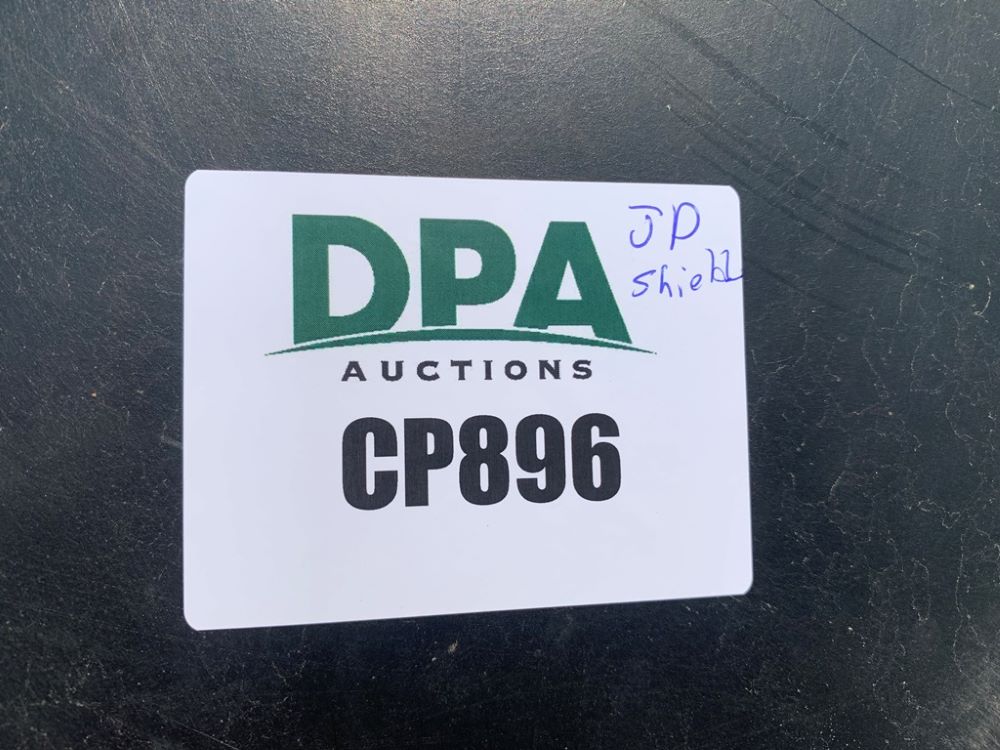 DPA
JD
shield
AUCTIONS
CP896